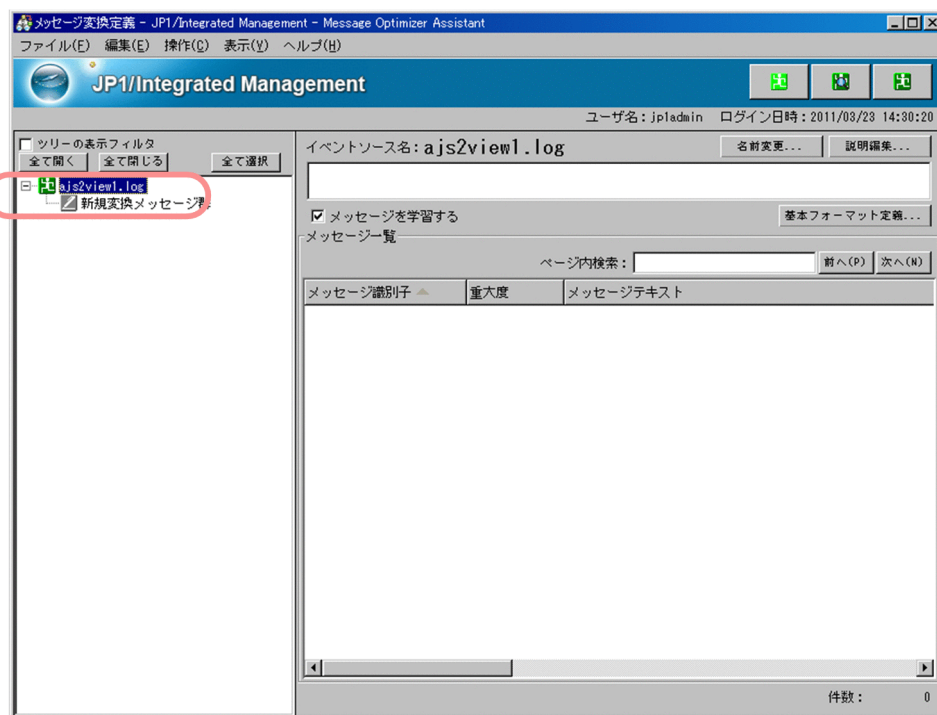 メッセージ変換定義 - JP1/Integrated Management - Message Optimizer Assistant
ファイル(F) 編集(E) 操作(C) 表示(V) ヘルプ(H)
JP1/Integrated Management
ユーザ名：jp1admin ログイン日時：2011/03/23 14:30:20
ツリーの表示フィルタ
全て開く 全て閉じる 全て選択
ajs2view1.log
新規変換メッセージ群
イベントソース名：ajs2view1.log 名前変更... 説明編集...
メッセージを学習する 基本フォーマット定義...
メッセージ一覧
ページ内検索： 前へ(P) 次へ(N)
メッセージ識別子 重大度 メッセージテキスト
件数： 0